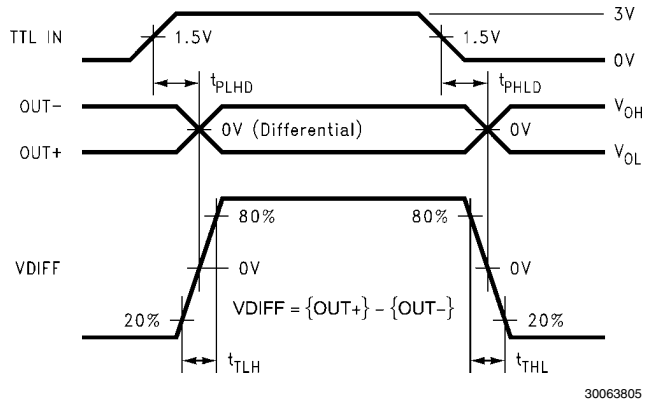 3V
TTL IN 1.5V 1.5V
0V
tPLHD tPHLD
OUT- VOH
0V (Differential) 0V
OUT+ VOL
80% 80%
VDIFF 0V 0V
20% VDIFF = {OUT+} - {OUT-} 20%
tTLH tTHL
30063805